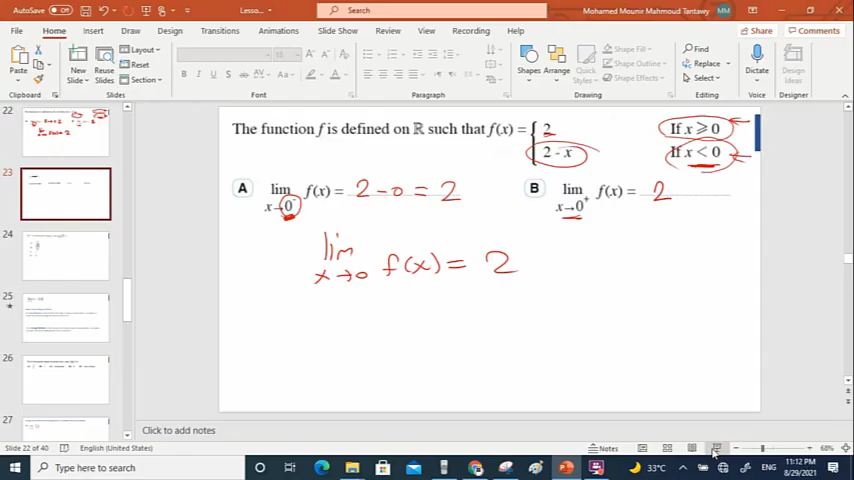 AutoSave Off Lesso... Search Mohamed Mounir Mahmoud Tantawy MM
File Home Insert Draw Design Transitions Animations Slide Show Review View Recording Help Share Comments
Paste New Slide Reuse Slides Layout Reset Section Shapes Arrange Quick Styles Shape Fill Shape Outline Shape Effects Find Replace Select Dictate Design Ideas
Clipboard Slides Font Paragraph Drawing Editing Voice Designer
22
23
24
25
26
27
The function f is defined on ℝ such that f(x) = { 2 If x ⩾ 0
2 - x If x < 0
A lim x→0⁻ f(x) = 2-0 = 2 B lim x→0⁺ f(x) = 2
lim x→0 f(x) = 2
Click to add notes
Slide 22 of 40 English (United States) Notes 68%
Type here to search 33°C ENG 11:12 PM
8/29/2021